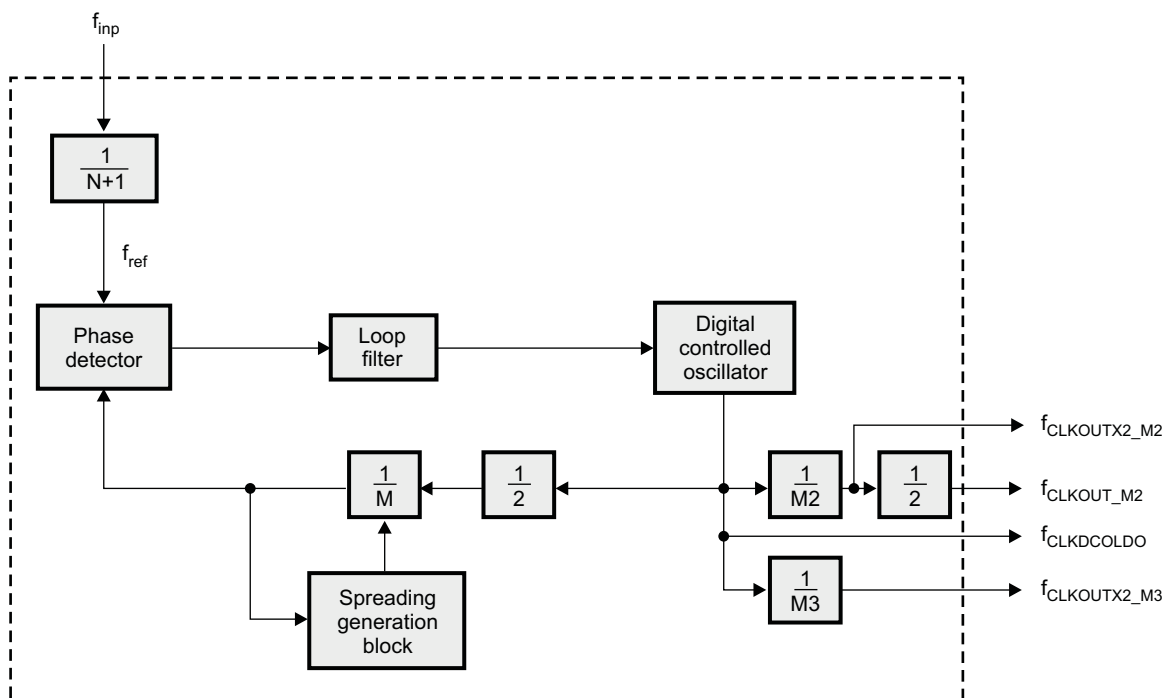 f_inp
1
N+1
f_ref
Phase
detector
Loop
filter
Digital
controlled
oscillator
f_CLKOUTX2_M2
1
M
1
2
1
M2
1
2
f_CLKOUT_M2
f_CLKDCOLDO
Spreading
generation
block
1
M3
f_CLKOUTX2_M3